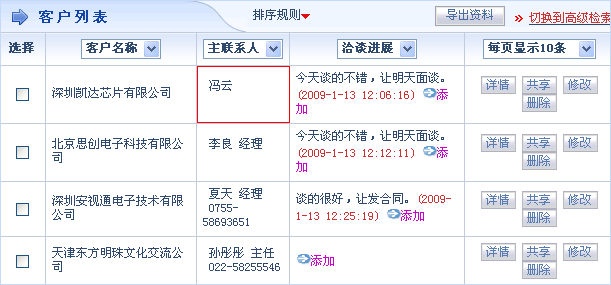 客户列表 排序规则 导出资料 » 切换到高级检索
选择 客户名称 主联系人 洽谈进展 每页显示10条
深圳凯达芯片有限公司 冯云 今天谈的不错，让明天面谈。 详情 共享 修改
(2009-1-13 12:06:16) 添 删除
加
北京思创电子科技有限公 李良 经理 今天谈的不错，让明天面谈。 详情 共享 修改
司 (2009-1-13 12:12:11) 添 删除
加
深圳安视通电子技术有限 夏天 经理 谈的很好，让发合同。(2009- 详情 共享 修改
公司 0755- 1-13 12:25:19) 添加 删除
58693651
天津东方明珠文化交流公 孙彤彤 主任 添加 详情 共享 修改
司 022-58255546 删除